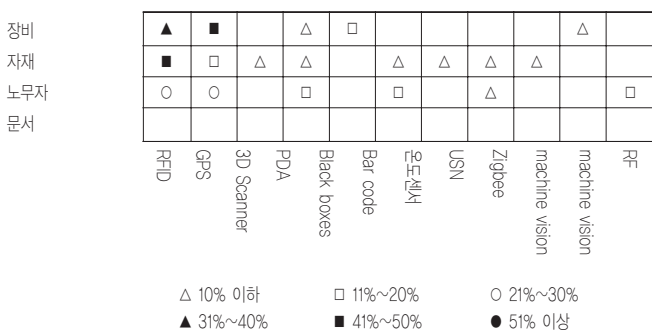 장비 ▲ ■ △ □ △
자재 ■ □ △ △ △ △ △ △
노무자 ○ ○ □ □ △ □
문서
RFID GPS 3D Scanner PDA Black boxes Bar code 온도센서 USN Zigbee machine vision machine vision RF
△ 10% 이하 □ 11%~20% ○ 21%~30%
▲ 31%~40% ■ 41%~50% ● 51% 이상